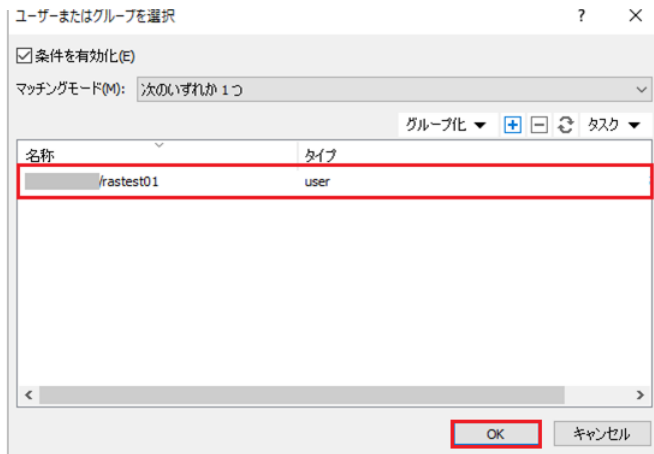 ユーザーまたはグループを選択 ? ×
条件を有効化(E)
マッチングモード(M): 次のいずれか 1つ
グループ化 タスク
名称 タイプ
/rastest01 user
OK キャンセル